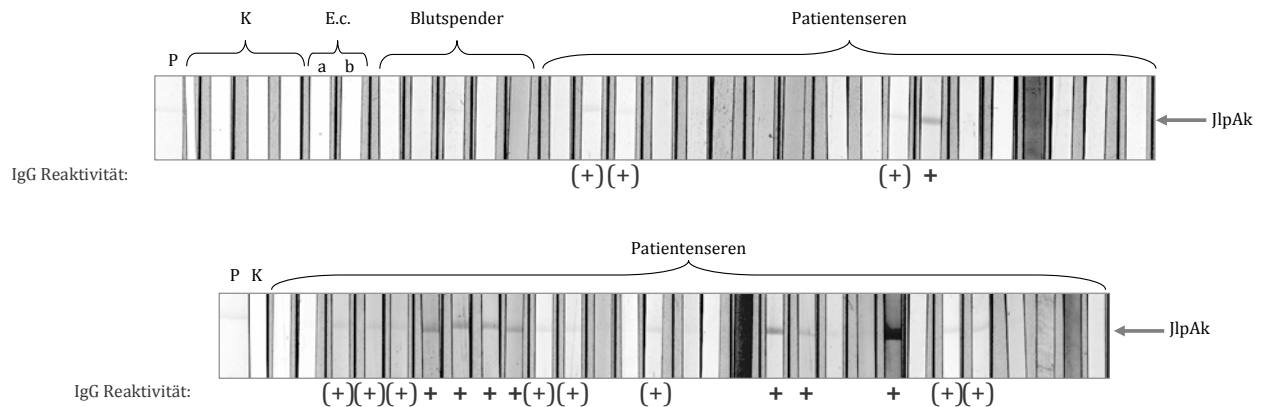 K E.c. Blutspender Patientenseren
P a b
JlpAk
IgG Reaktivität: (+) (+) (+) +
Patientenseren
P K
JlpAk
IgG Reaktivität: (+) (+) (+) + + + + (+) (+) (+) + + + (+) (+)